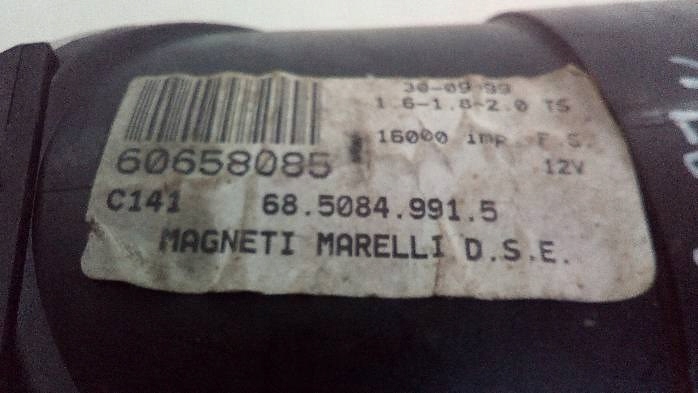 30-09-99
1.6-1.8-2.0 TS
16000 imp. F.S.
60658085
12V
C141 68.5084.991.5
MAGNETI MARELLI D.S.E.